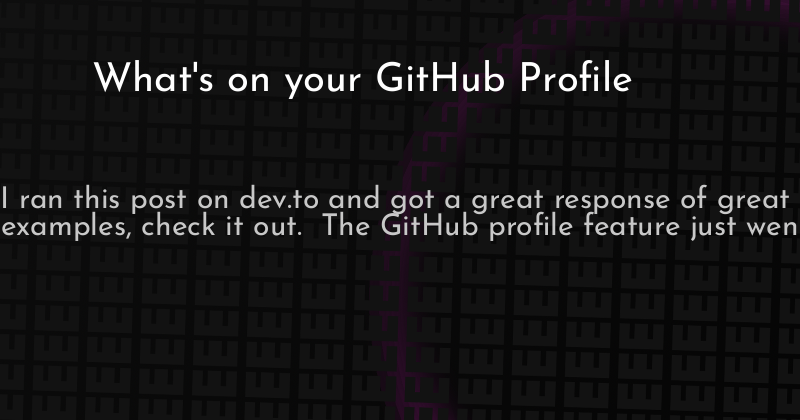 What's on your GitHub Profile
I ran this post on dev.to and got a great response of great
examples, check it out.  The GitHub profile feature just wen